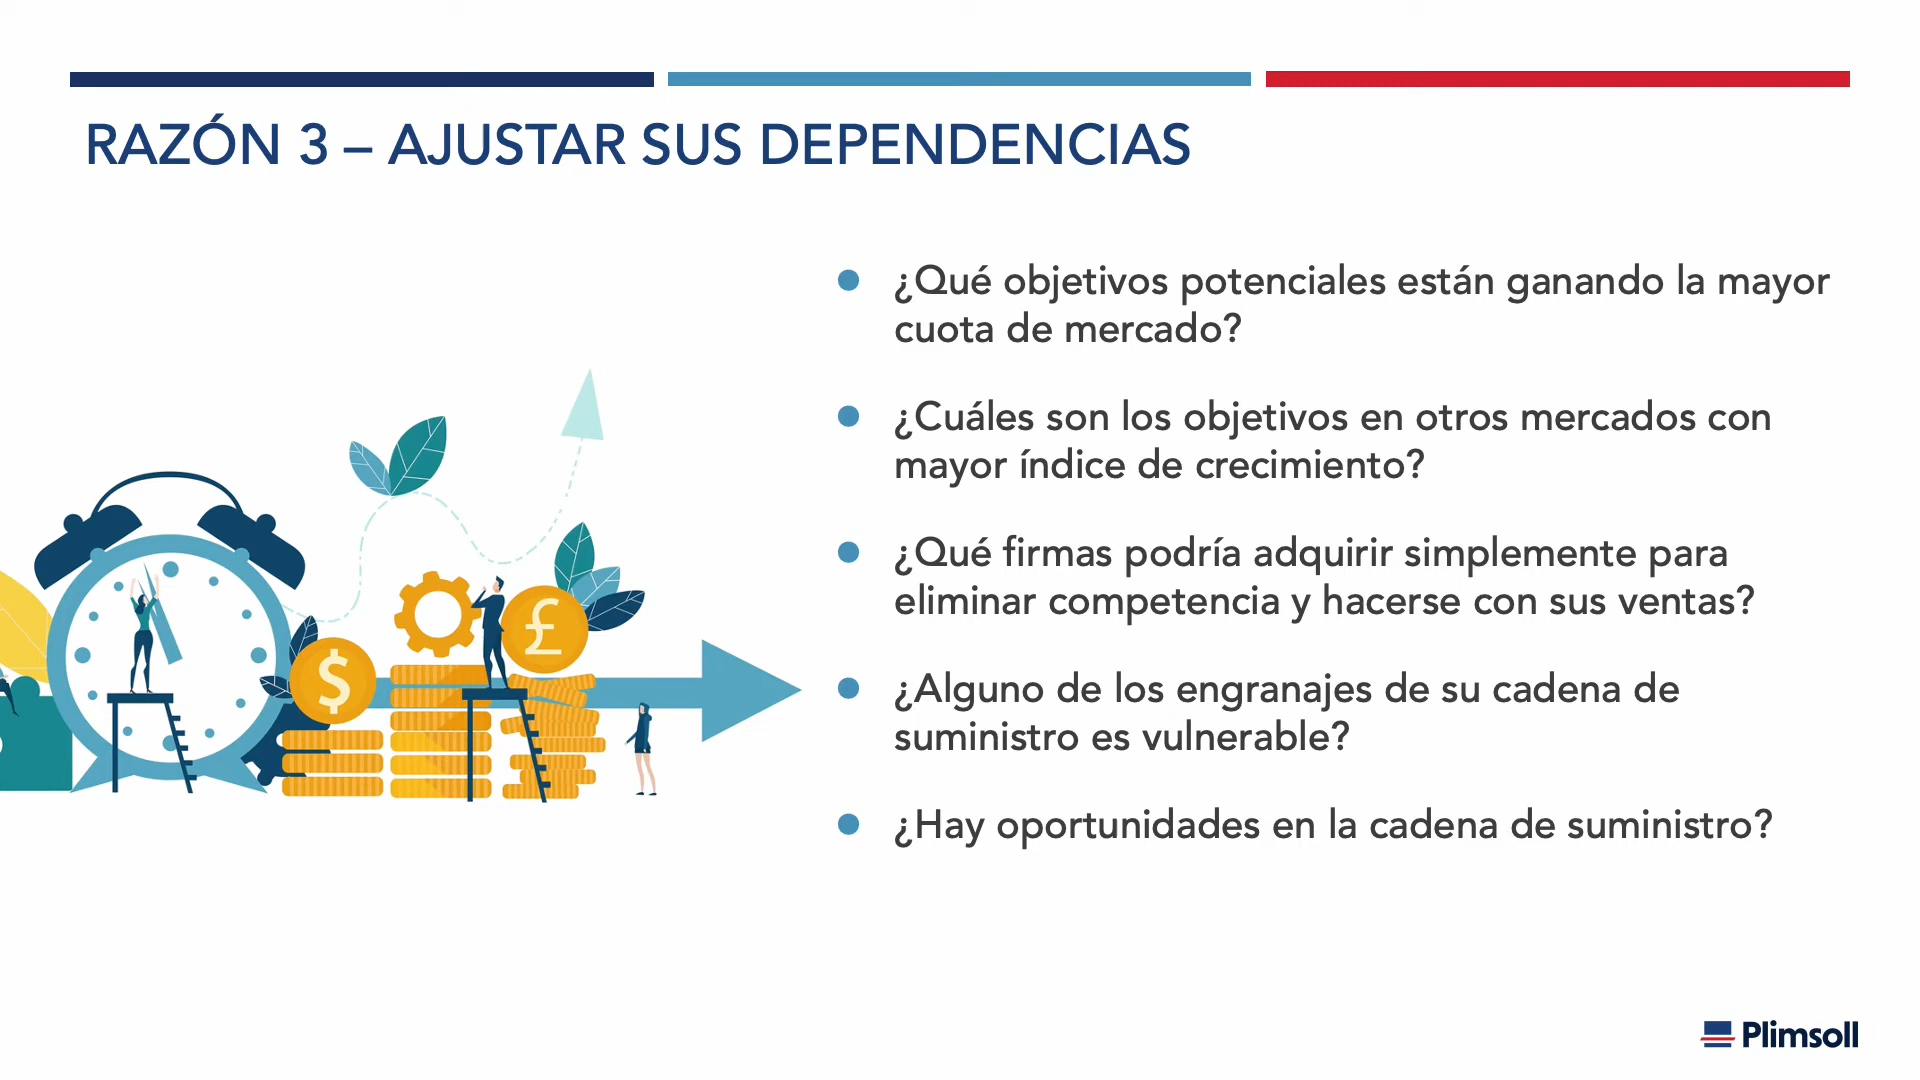 RAZÓN 3 – AJUSTAR SUS DEPENDENCIAS
¿Qué objetivos potenciales están ganando la mayor
cuota de mercado?
¿Cuáles son los objetivos en otros mercados con
mayor índice de crecimiento?
¿Qué firmas podría adquirir simplemente para
eliminar competencia y hacerse con sus ventas?
¿Alguno de los engranajes de su cadena de
suministro es vulnerable?
¿Hay oportunidades en la cadena de suministro?
$
£
Plimsoll